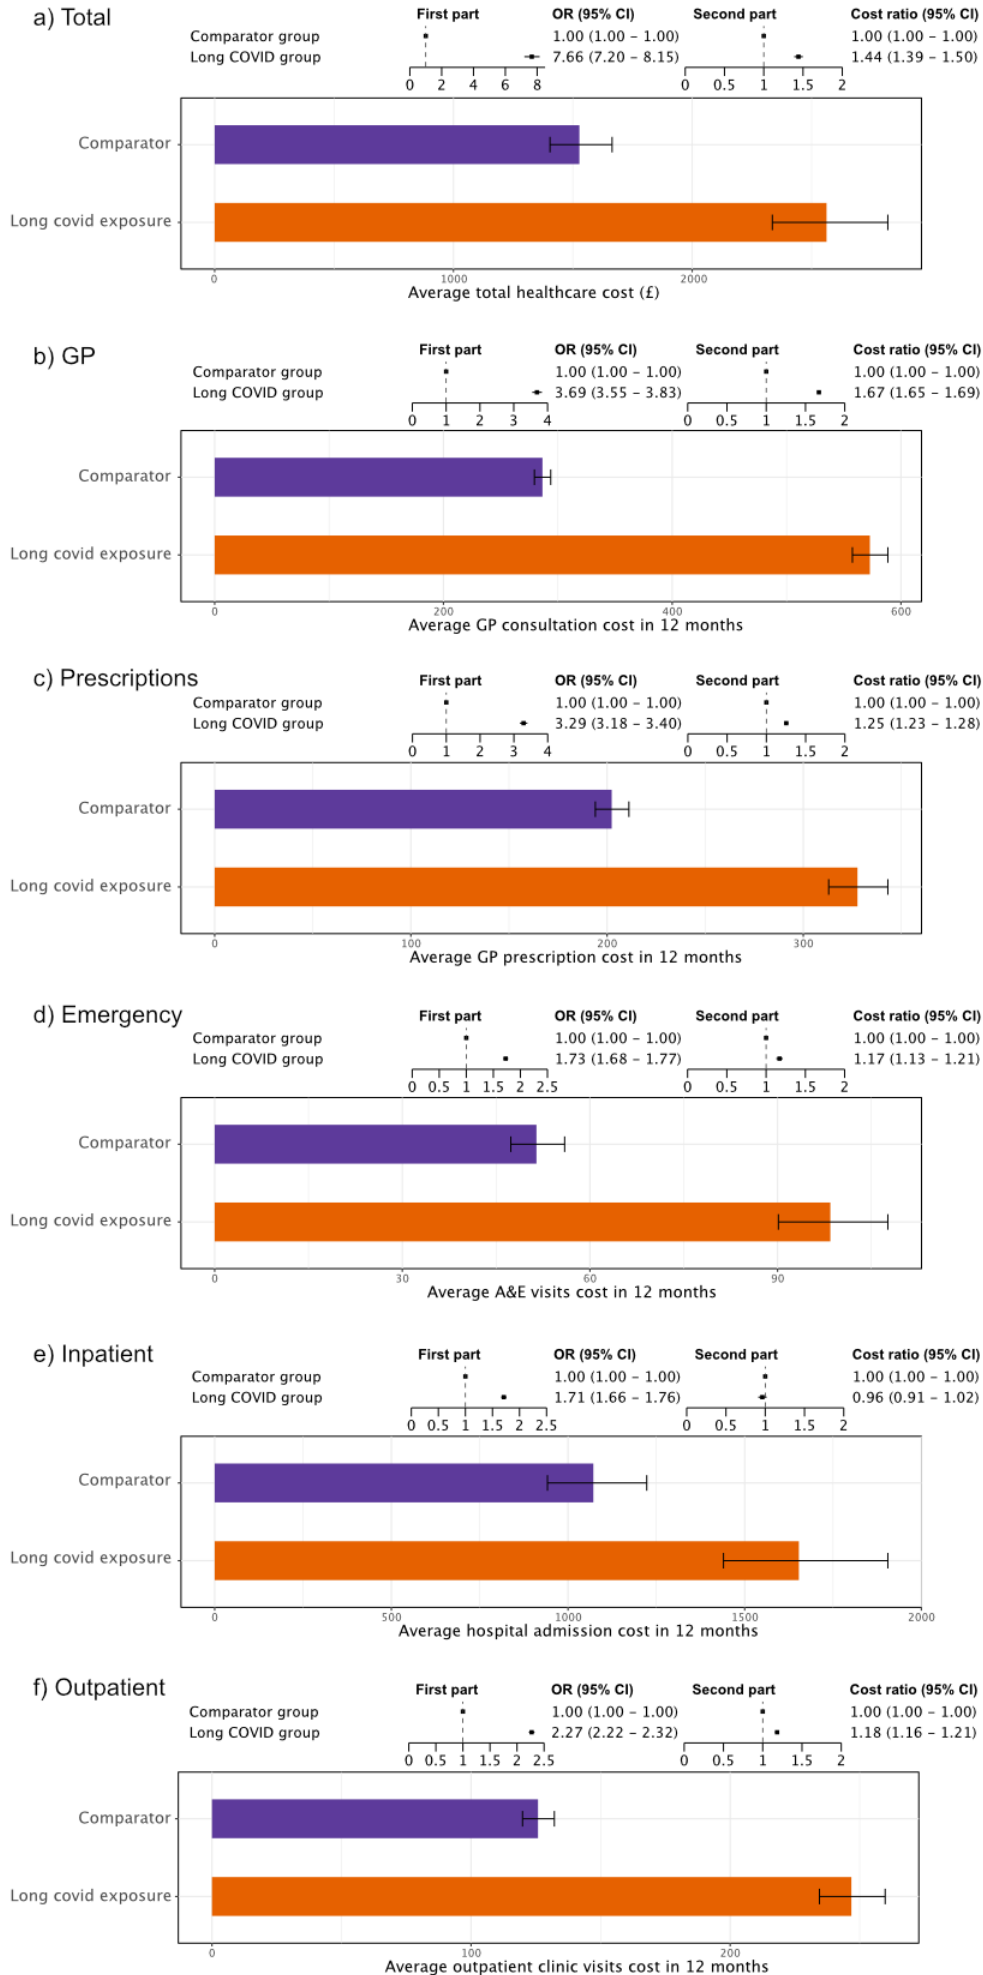 a) Total
First part OR (95% CI) Second part Cost ratio (95% CI)
Comparator group 1.00 (1.00 – 1.00) 1.00 (1.00 – 1.00)
Long COVID group 7.66 (7.20 – 8.15) 1.44 (1.39 – 1.50)
0 2 4 6 8 0 0.5 1 1.5 2
Comparator
Long covid exposure
0 1000 2000
Average total healthcare cost (£)
b) GP
First part OR (95% CI) Second part Cost ratio (95% CI)
Comparator group 1.00 (1.00 – 1.00) 1.00 (1.00 – 1.00)
Long COVID group 3.69 (3.55 – 3.83) 1.67 (1.65 – 1.69)
0 1 2 3 4 0 0.5 1 1.5 2
Comparator
Long covid exposure
0 200 400 600
Average GP consultation cost in 12 months
c) Prescriptions
First part OR (95% CI) Second part Cost ratio (95% CI)
Comparator group 1.00 (1.00 – 1.00) 1.00 (1.00 – 1.00)
Long COVID group 3.29 (3.18 – 3.40) 1.25 (1.23 – 1.28)
0 1 2 3 4 0 0.5 1 1.5 2
Comparator
Long covid exposure
0 100 200 300
Average GP prescription cost in 12 months
d) Emergency
First part OR (95% CI) Second part Cost ratio (95% CI)
Comparator group 1.00 (1.00 – 1.00) 1.00 (1.00 – 1.00)
Long COVID group 1.73 (1.68 – 1.77) 1.17 (1.13 – 1.21)
0 0.5 1 1.5 2 2.5 0 0.5 1 1.5 2
Comparator
Long covid exposure
0 30 60 90
Average A&E visits cost in 12 months
e) Inpatient
First part OR (95% CI) Second part Cost ratio (95% CI)
Comparator group 1.00 (1.00 – 1.00) 1.00 (1.00 – 1.00)
Long COVID group 1.71 (1.66 – 1.76) 0.96 (0.91 – 1.02)
0 0.5 1 1.5 2 2.5 0 0.5 1 1.5 2
Comparator
Long covid exposure
0 500 1000 1500 2000
Average hospital admission cost in 12 months
f) Outpatient
First part OR (95% CI) Second part Cost ratio (95% CI)
Comparator group 1.00 (1.00 – 1.00) 1.00 (1.00 – 1.00)
Long COVID group 2.27 (2.22 – 2.32) 1.18 (1.16 – 1.21)
0 0.5 1 1.5 2 2.5 0 0.5 1 1.5 2
Comparator
Long covid exposure
0 100 200
Average outpatient clinic visits cost in 12 months